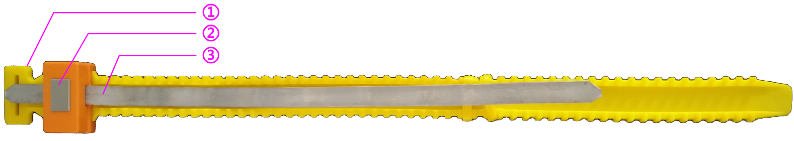 ①
②
③